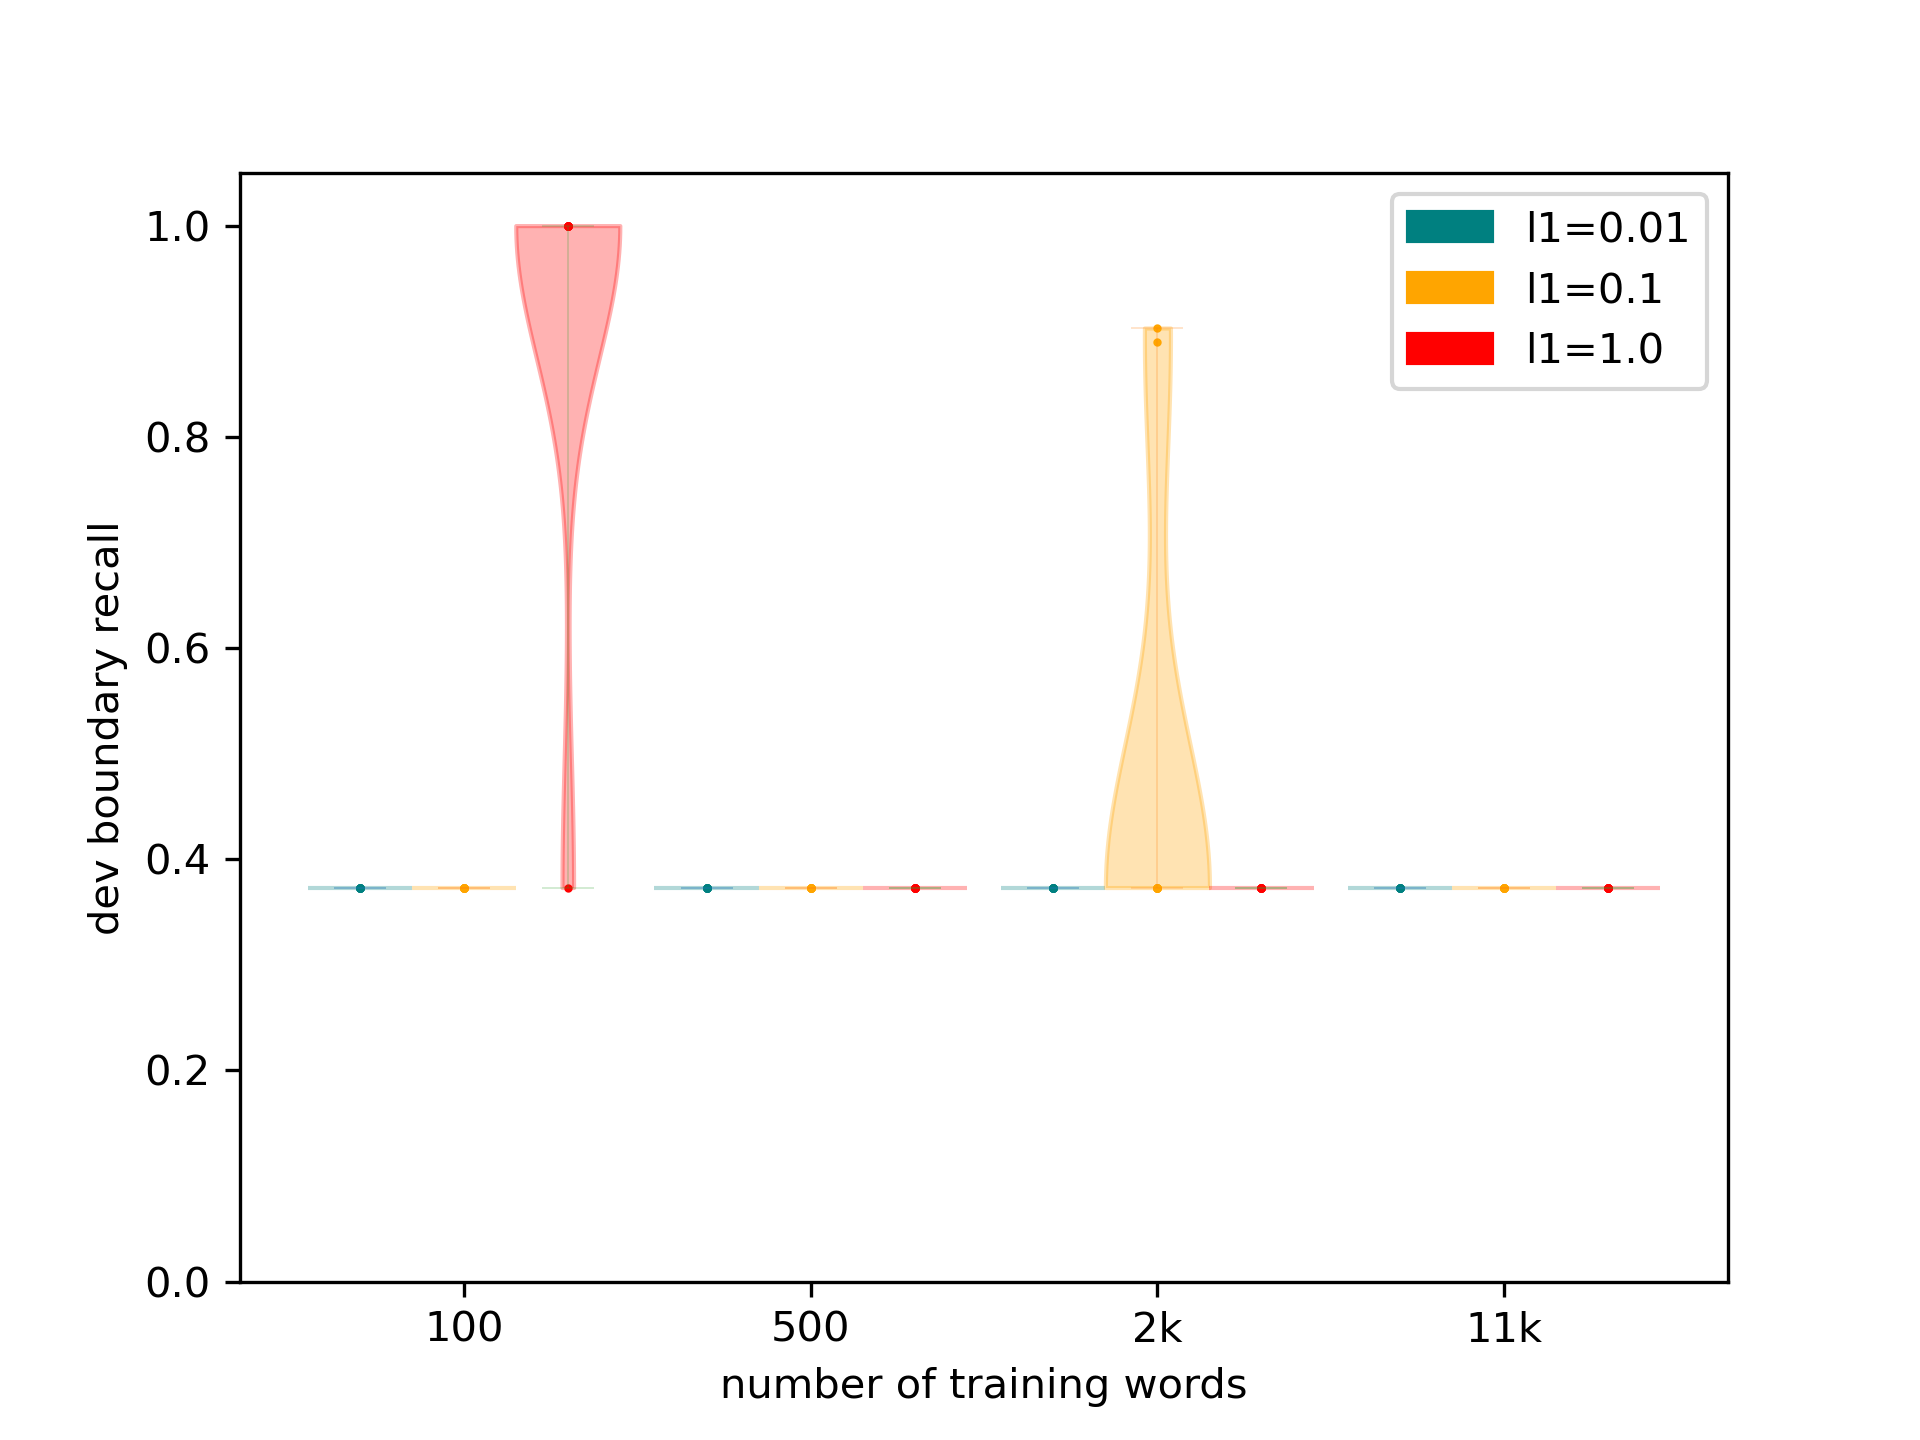 l1=0.01
l1=0.1
l1=1.0
1.0
0.8
0.6
0.4
0.2
0.0
dev boundary recall
100 500 2k 11k
number of training words